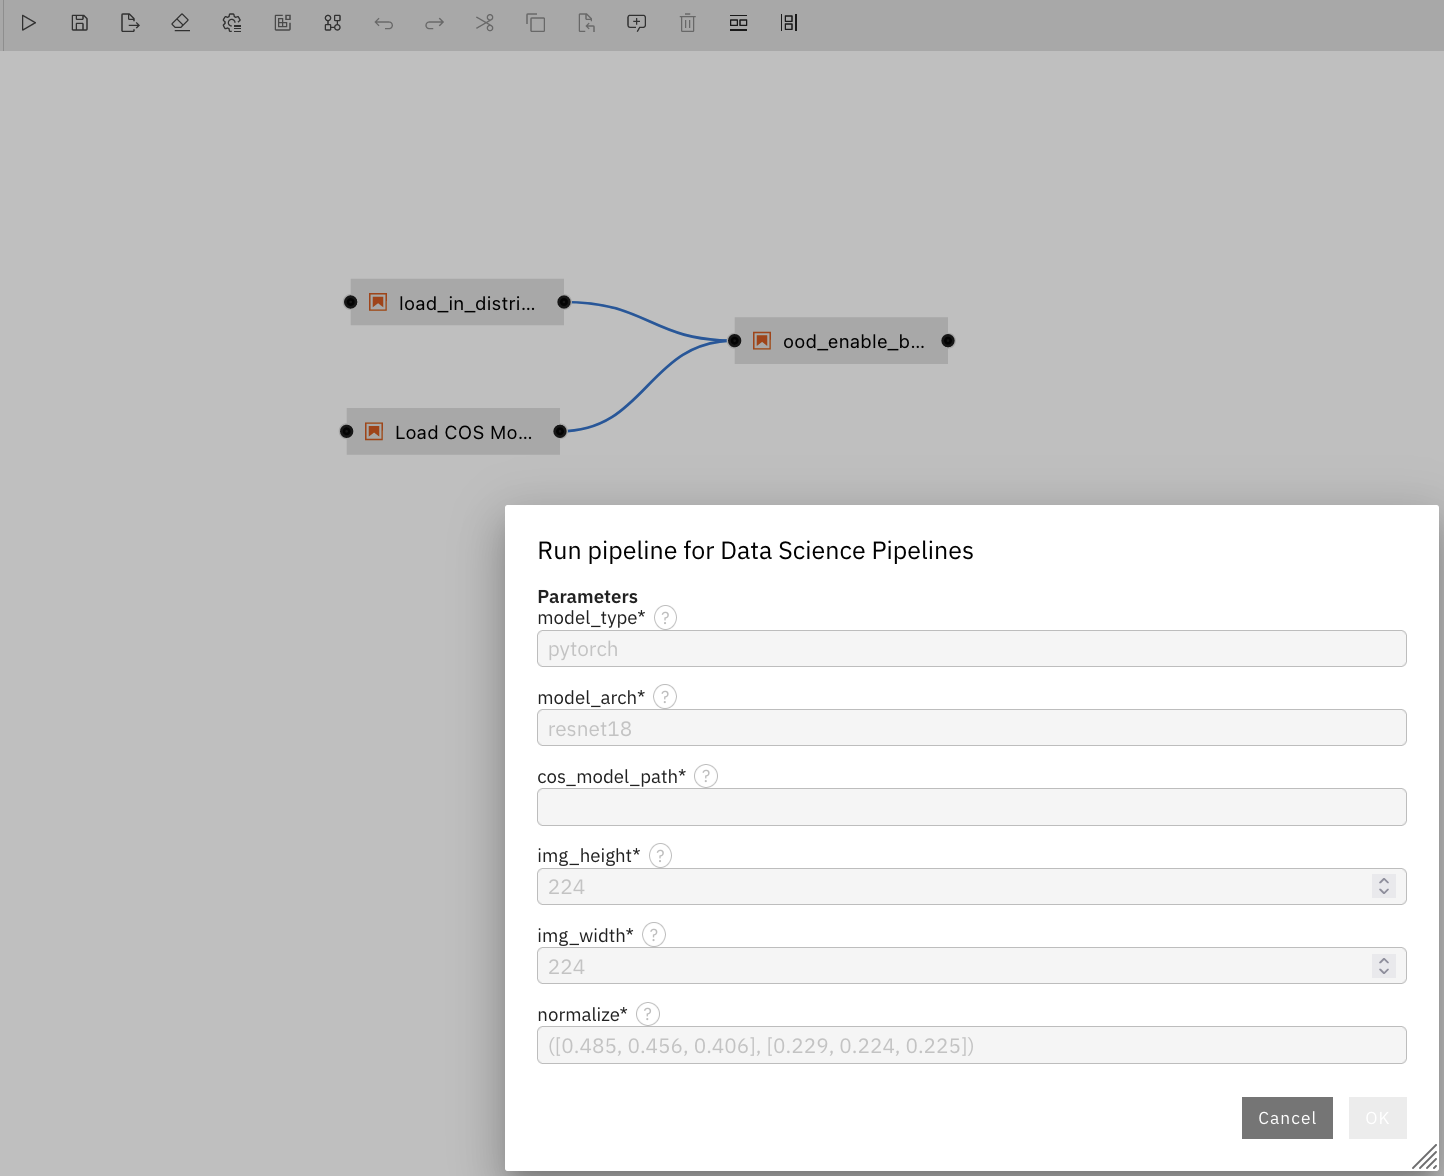 load_in_distri...
ood_enable_b...
Load COS Mo...
Run pipeline for Data Science Pipelines
Parameters
model_type* ?
pytorch
model_arch* ?
resnet18
cos_model_path* ?
img_height* ?
224
img_width* ?
224
normalize* ?
([0.485, 0.456, 0.406], [0.229, 0.224, 0.225])
Cancel OK